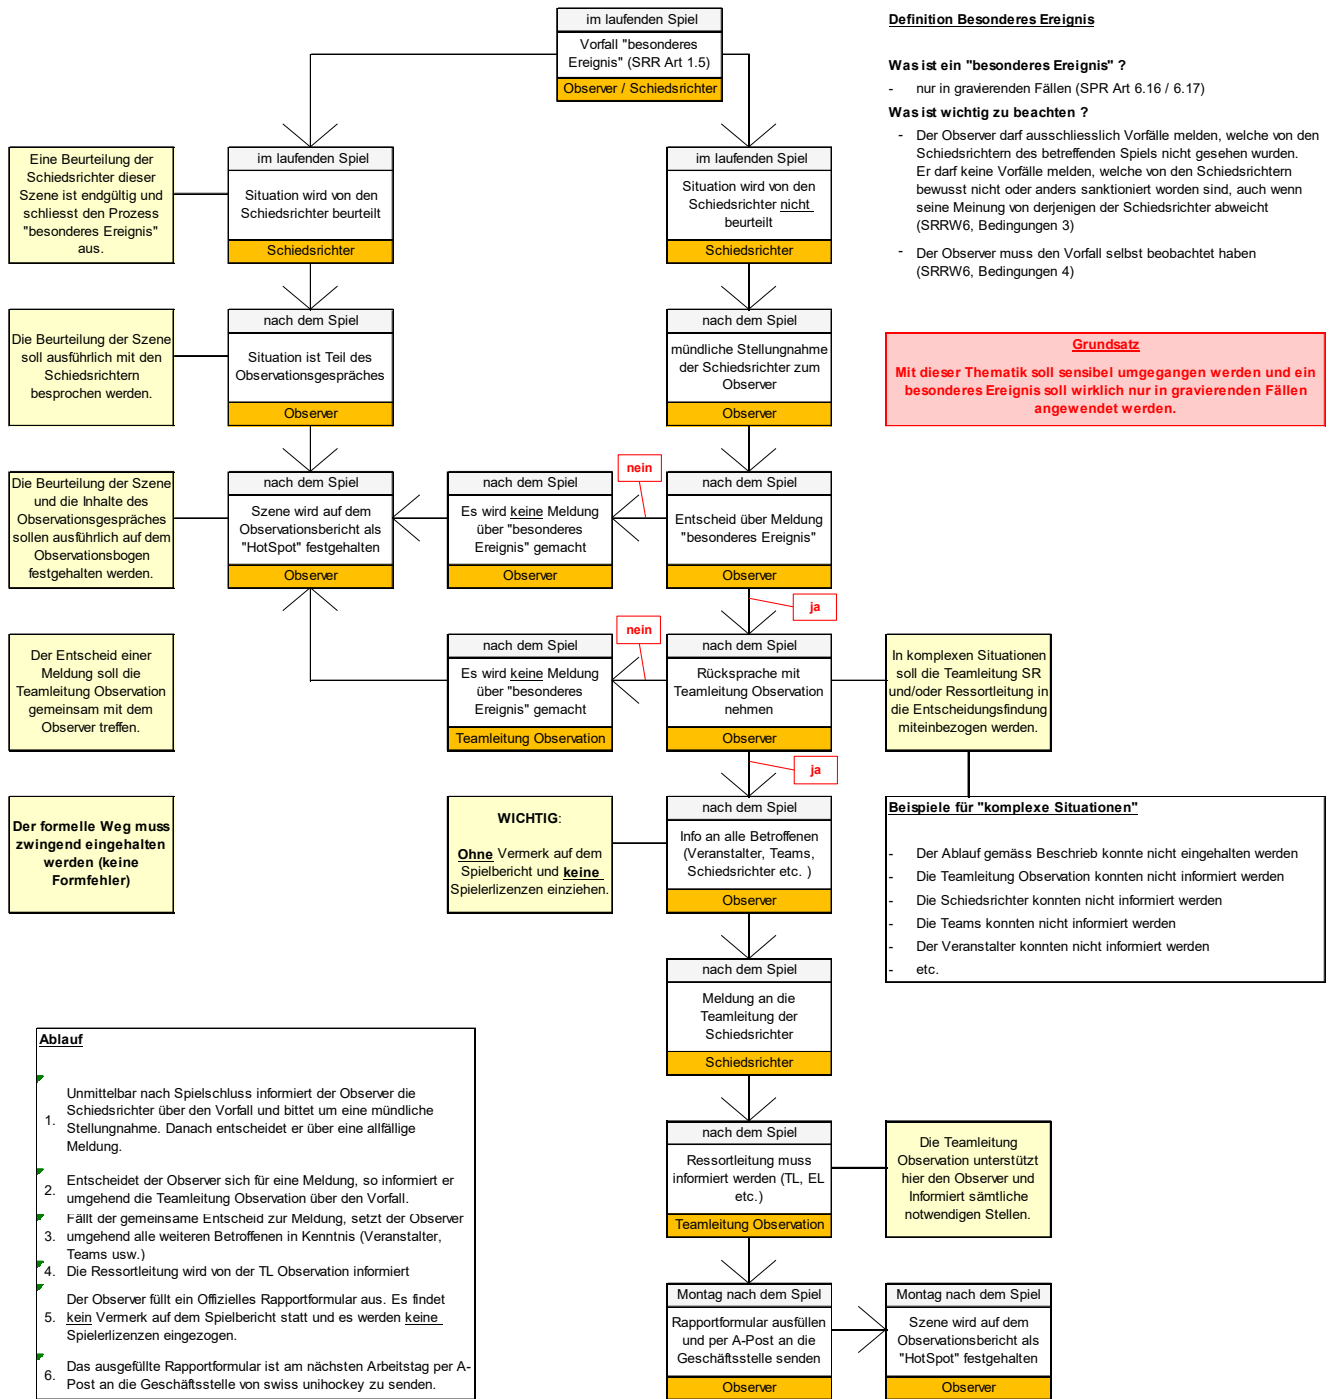 im laufenden Spiel
Vorfall "besonderes
Ereignis" (SRR Art 1.5)
Observer / Schiedsrichter
Definition Besonderes Ereignis
Was ist ein "besonderes Ereignis" ?
- nur in gravierenden Fällen (SPR Art 6.16 / 6.17)
Was ist wichtig zu beachten ?
- Der Observer darf ausschliesslich Vorfälle melden, welche von den
Schiedsrichtern des betreffenden Spiels nicht gesehen wurden.
Er darf keine Vorfälle melden, welche von den Schiedsrichtern
bewusst nicht oder anders sanktioniert worden sind, auch wenn
seine Meinung von derjenigen der Schiedsrichter abweicht
(SRRW6, Bedingungen 3)
- Der Observer muss den Vorfall selbst beobachtet haben
(SRRW6, Bedingungen 4)
Eine Beurteilung der
Schiedsrichter dieser
Szene ist endgültig und
schliesst den Prozess
"besonderes Ereignis"
aus.
im laufenden Spiel
Situation wird von den
Schiedsrichter beurteilt
Schiedsrichter
im laufenden Spiel
Situation wird von den
Schiedsrichter nicht
beurteilt
Schiedsrichter
Die Beurteilung der Szene
soll ausführlich mit den
Schiedsrichtern
besprochen werden.
nach dem Spiel
Situation ist Teil des
Observationsgespräches
Observer
nach dem Spiel
mündliche Stellungnahme
der Schiedsrichter zum
Observer
Observer
Grundsatz
Mit dieser Thematik soll sensibel umgegangen werden und ein
besonderes Ereignis soll wirklich nur in gravierenden Fällen
angewendet werden.
Die Beurteilung der Szene
und die Inhalte des
Observationsgespräches
sollen ausführlich auf dem
Observationsbogen
festgehalten werden.
nach dem Spiel
Szene wird auf dem
Observationsbericht als
"HotSpot" festgehalten
Observer
nach dem Spiel
Es wird keine Meldung
über "besonderes
Ereignis" gemacht
Observer
nein
nach dem Spiel
Entscheid über Meldung
"besonderes Ereignis"
Observer
ja
Der Entscheid einer
Meldung soll die
Teamleitung Observation
gemeinsam mit dem
Observer treffen.
nach dem Spiel
Es wird keine Meldung
über "besonderes
Ereignis" gemacht
Teamleitung Observation
nein
nach dem Spiel
Rücksprache mit
Teamleitung Observation
nehmen
Observer
ja
In komplexen Situationen
soll die Teamleitung SR
und/oder Ressortleitung in
die Entscheidungsfindung
miteinbezogen werden.
Der formelle Weg muss
zwingend eingehalten
werden (keine
Formfehler)
WICHTIG:
Ohne Vermerk auf dem
Spielbericht und keine
Spielerlizenzen einziehen.
nach dem Spiel
Info an alle Betroffenen
(Veranstalter, Teams,
Schiedsrichter etc. )
Observer
Beispiele für "komplexe Situationen"
- Der Ablauf gemäss Beschrieb konnte nicht eingehalten werden
- Die Teamleitung Observation konnten nicht informiert werden
- Die Schiedsrichter konnten nicht informiert werden
- Die Teams konnten nicht informiert werden
- Der Veranstalter konnten nicht informiert werden
- etc.
nach dem Spiel
Meldung an die
Teamleitung der
Schiedsrichter
Schiedsrichter
nach dem Spiel
Ressortleitung muss
informiert werden (TL, EL
etc.)
Teamleitung Observation
Die Teamleitung
Observation unterstützt
hier den Observer und
Informiert sämtliche
notwendigen Stellen.
Montag nach dem Spiel
Rapportformular ausfüllen
und per A-Post an die
Geschäftsstelle senden
Observer
Montag nach dem Spiel
Szene wird auf dem
Observationsbericht als
"HotSpot" festgehalten
Observer
Ablauf
1. Unmittelbar nach Spielschluss informiert der Observer die
Schiedsrichter über den Vorfall und bittet um eine mündliche
Stellungnahme. Danach entscheidet er über eine allfällige
Meldung.
2. Entscheidet der Observer sich für eine Meldung, so informiert er
umgehend die Teamleitung Observation über den Vorfall.
3. Fällt der gemeinsame Entscheid zur Meldung, setzt der Observer
umgehend alle weiteren Betroffenen in Kenntnis (Veranstalter,
Teams usw.)
4. Die Ressortleitung wird von der TL Observation informiert
5. Der Observer füllt ein Offizielles Rapportformular aus. Es findet
kein Vermerk auf dem Spielbericht statt und es werden keine
Spielerlizenzen eingezogen.
6. Das ausgefüllte Rapportformular ist am nächsten Arbeitstag per A-
Post an die Geschäftsstelle von swiss unihockey zu senden.